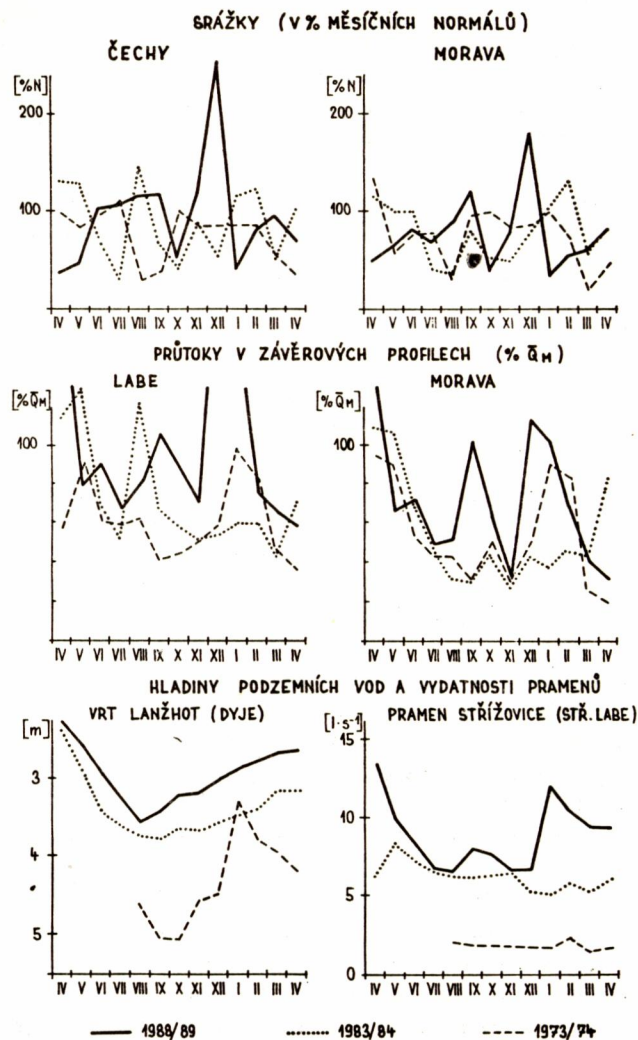 SRÁŽKY (V % MĚSÍČNÍCH NORMÁLŮ)
ČECHY
[%N]
200
100
IV V VI VII VIII IX X XI XII I II III IV
MORAVA
[%N]
200
100
IV V VI VII VIII IX X XI XII I II III IV
PRŮTOKY V ZÁVĚROVÝCH PROFILECH (% Q̄M)
LABE
[% Q̄M]
100
IV V VI VII VIII IX X XI XII I II III IV
MORAVA
[% Q̄M]
100
IV V VI VII VIII IX X XI XII I II III IV
HLADINY PODZEMNÍCH VOD A VYDATNOSTI PRAMENŮ
VRT LANŽHOT (DYJE)
[m]
3
4
5
IV V VI VII VIII IX X XI XII I II III IV
PRAMEN STŘÍŽOVICE (STŘ. LABE)
[l·s⁻¹]
15
10
5
0
IV V VI VII VIII IX X XI XII I II III IV
1988/89 1983/84 1973/74